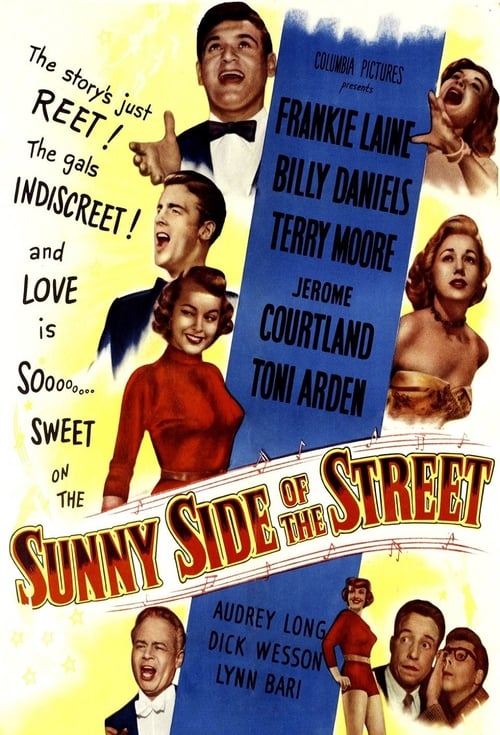 The story's just
REET!
The gals
INDISCREET!
and
LOVE
is
SOoooo....
SWEET
ON
THE
COLUMBIA PICTURES
presents
FRANKIE LAINE
BILLY DANIELS
TERRY MOORE
JEROME
COURTLAND
TONI ARDEN
SUNNY SIDE OF THE STREET
AUDREY LONG
DICK WESSON
LYNN BARI